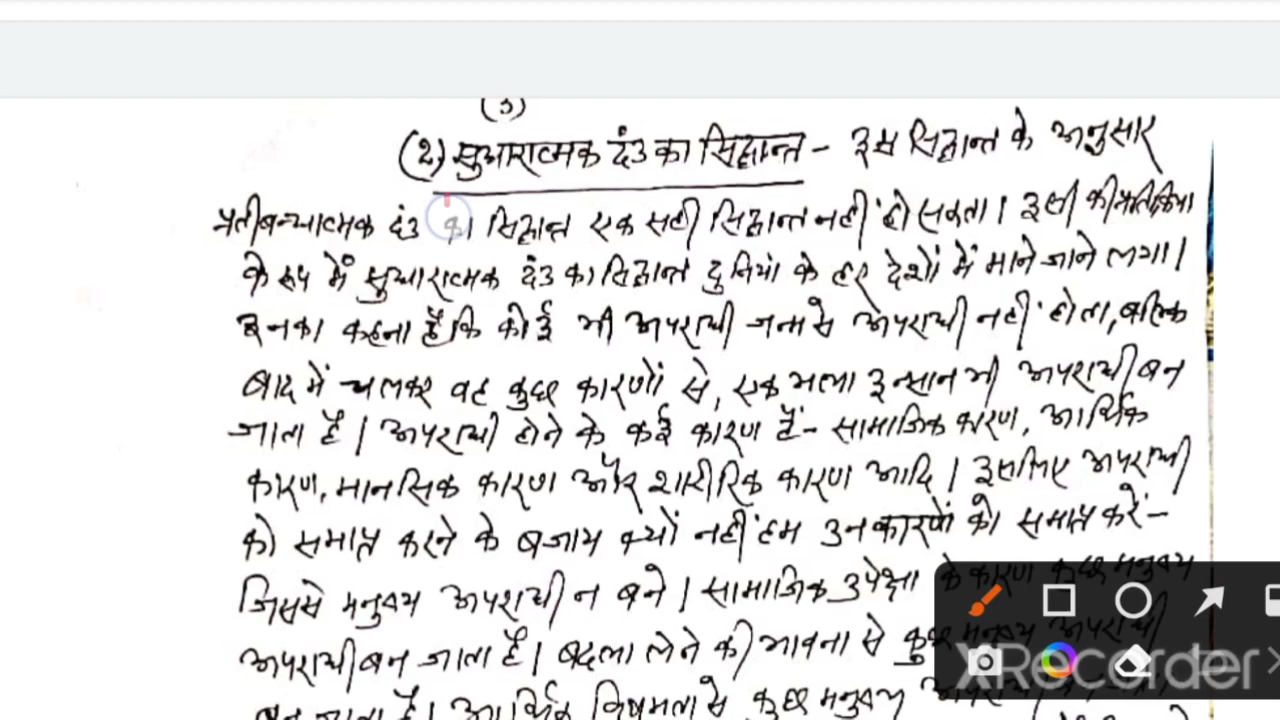 (3)
(2) सुधारात्मक दंड का सिद्धान्त - इस सिद्धान्त के अनुसार
प्रतीबन्धात्मक दंड का सिद्धान्त एक सही सिद्धान्त नहीं हो सकता। इसी की प्रतिक्रिया
के रूप में सुधारात्मक दंड का सिद्धान्त दुनियां के हर देशों में माने जाने लगा।
इनका कहना है कि कोई भी अपराधी जन्म से अपराधी नहीं होता, बल्कि
बाद में चलकर वह कुछ कारणों से, एक भला इन्सान भी अपराधी बन
जाता है। अपराधी होने के कई कारण हैं - सामाजिक कारण, आर्थिक
कारण, मानसिक कारण और शारीरिक कारण आदि। इसलिए अपराधी
को समाप्त करने के बजाय क्यों नहीं हम उन कारणों को समाप्त करें -
जिससे मनुष्य अपराधी न बने। सामाजिक उपेक्षा के कारण कुछ मनुष्य
अपराधी बन जाता है। बदला लेने की भावना से कुछ मनुष्य अपराधी
बन जाता है। आर्थिक विषमता से कुछ मनुष्य
XRecorder